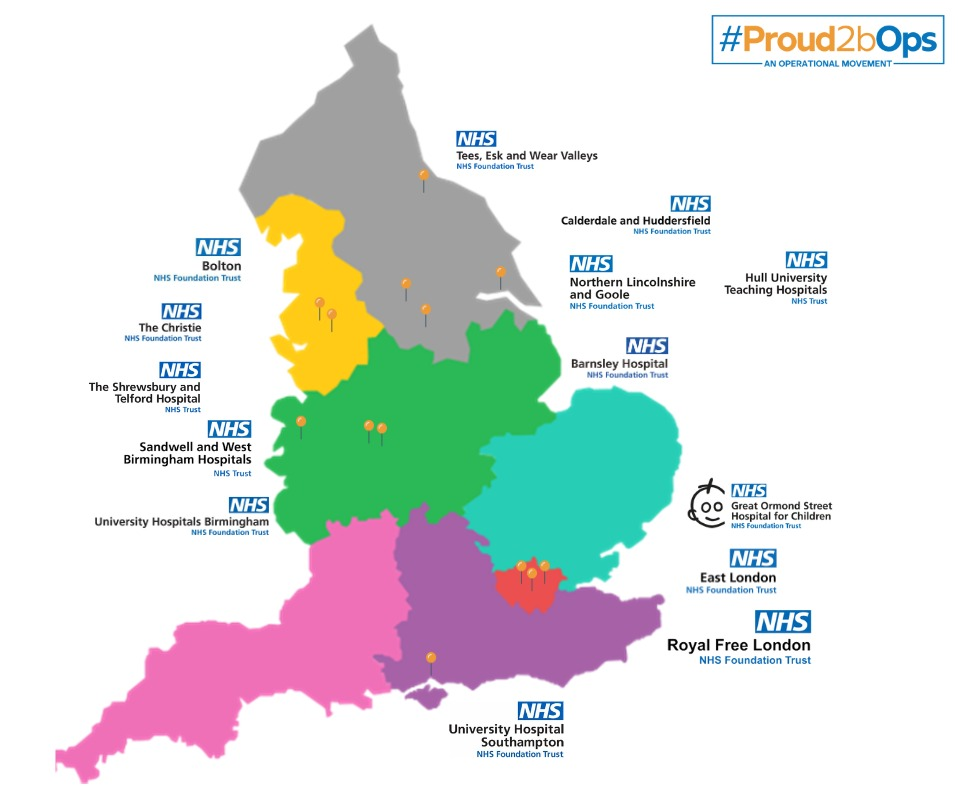 #Proud2bOps
AN OPERATIONAL MOVEMENT
NHS
Tees, Esk and Wear Valleys
NHS Foundation Trust
NHS
Calderdale and Huddersfield
NHS Foundation Trust
NHS
Bolton
NHS Foundation Trust
NHS
Northern Lincolnshire
and Goole
NHS Foundation Trust
NHS
Hull University
Teaching Hospitals
NHS Trust
NHS
The Christie
NHS Foundation Trust
NHS
Barnsley Hospital
NHS Foundation Trust
NHS
The Shrewsbury and
Telford Hospital
NHS Trust
NHS
Sandwell and West
Birmingham Hospitals
NHS Trust
NHS
Great Ormond Street
Hospital for Children
NHS Foundation Trust
NHS
University Hospitals Birmingham
NHS Foundation Trust
NHS
East London
NHS Foundation Trust
NHS
Royal Free London
NHS Foundation Trust
NHS
University Hospital
Southampton
NHS Foundation Trust